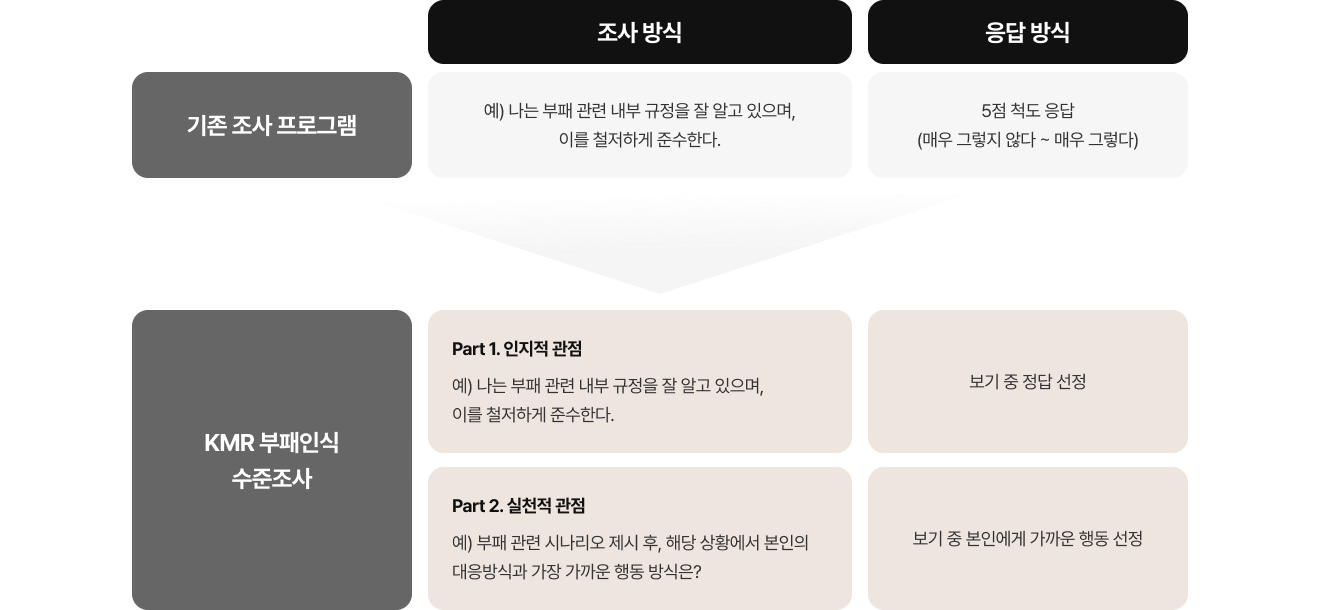 조사 방식
응답 방식
기존 조사 프로그램
예) 나는 부패 관련 내부 규정을 잘 알고 있으며,
이를 철저하게 준수한다.
5점 척도 응답
(매우 그렇지 않다 ~ 매우 그렇다)
KMR 부패인식
수준조사
Part 1. 인지적 관점
예) 나는 부패 관련 내부 규정을 잘 알고 있으며,
이를 철저하게 준수한다.
보기 중 정답 선정
Part 2. 실천적 관점
예) 부패 관련 시나리오 제시 후, 해당 상황에서 본인의
대응방식과 가장 가까운 행동 방식은?
보기 중 본인에게 가까운 행동 선정